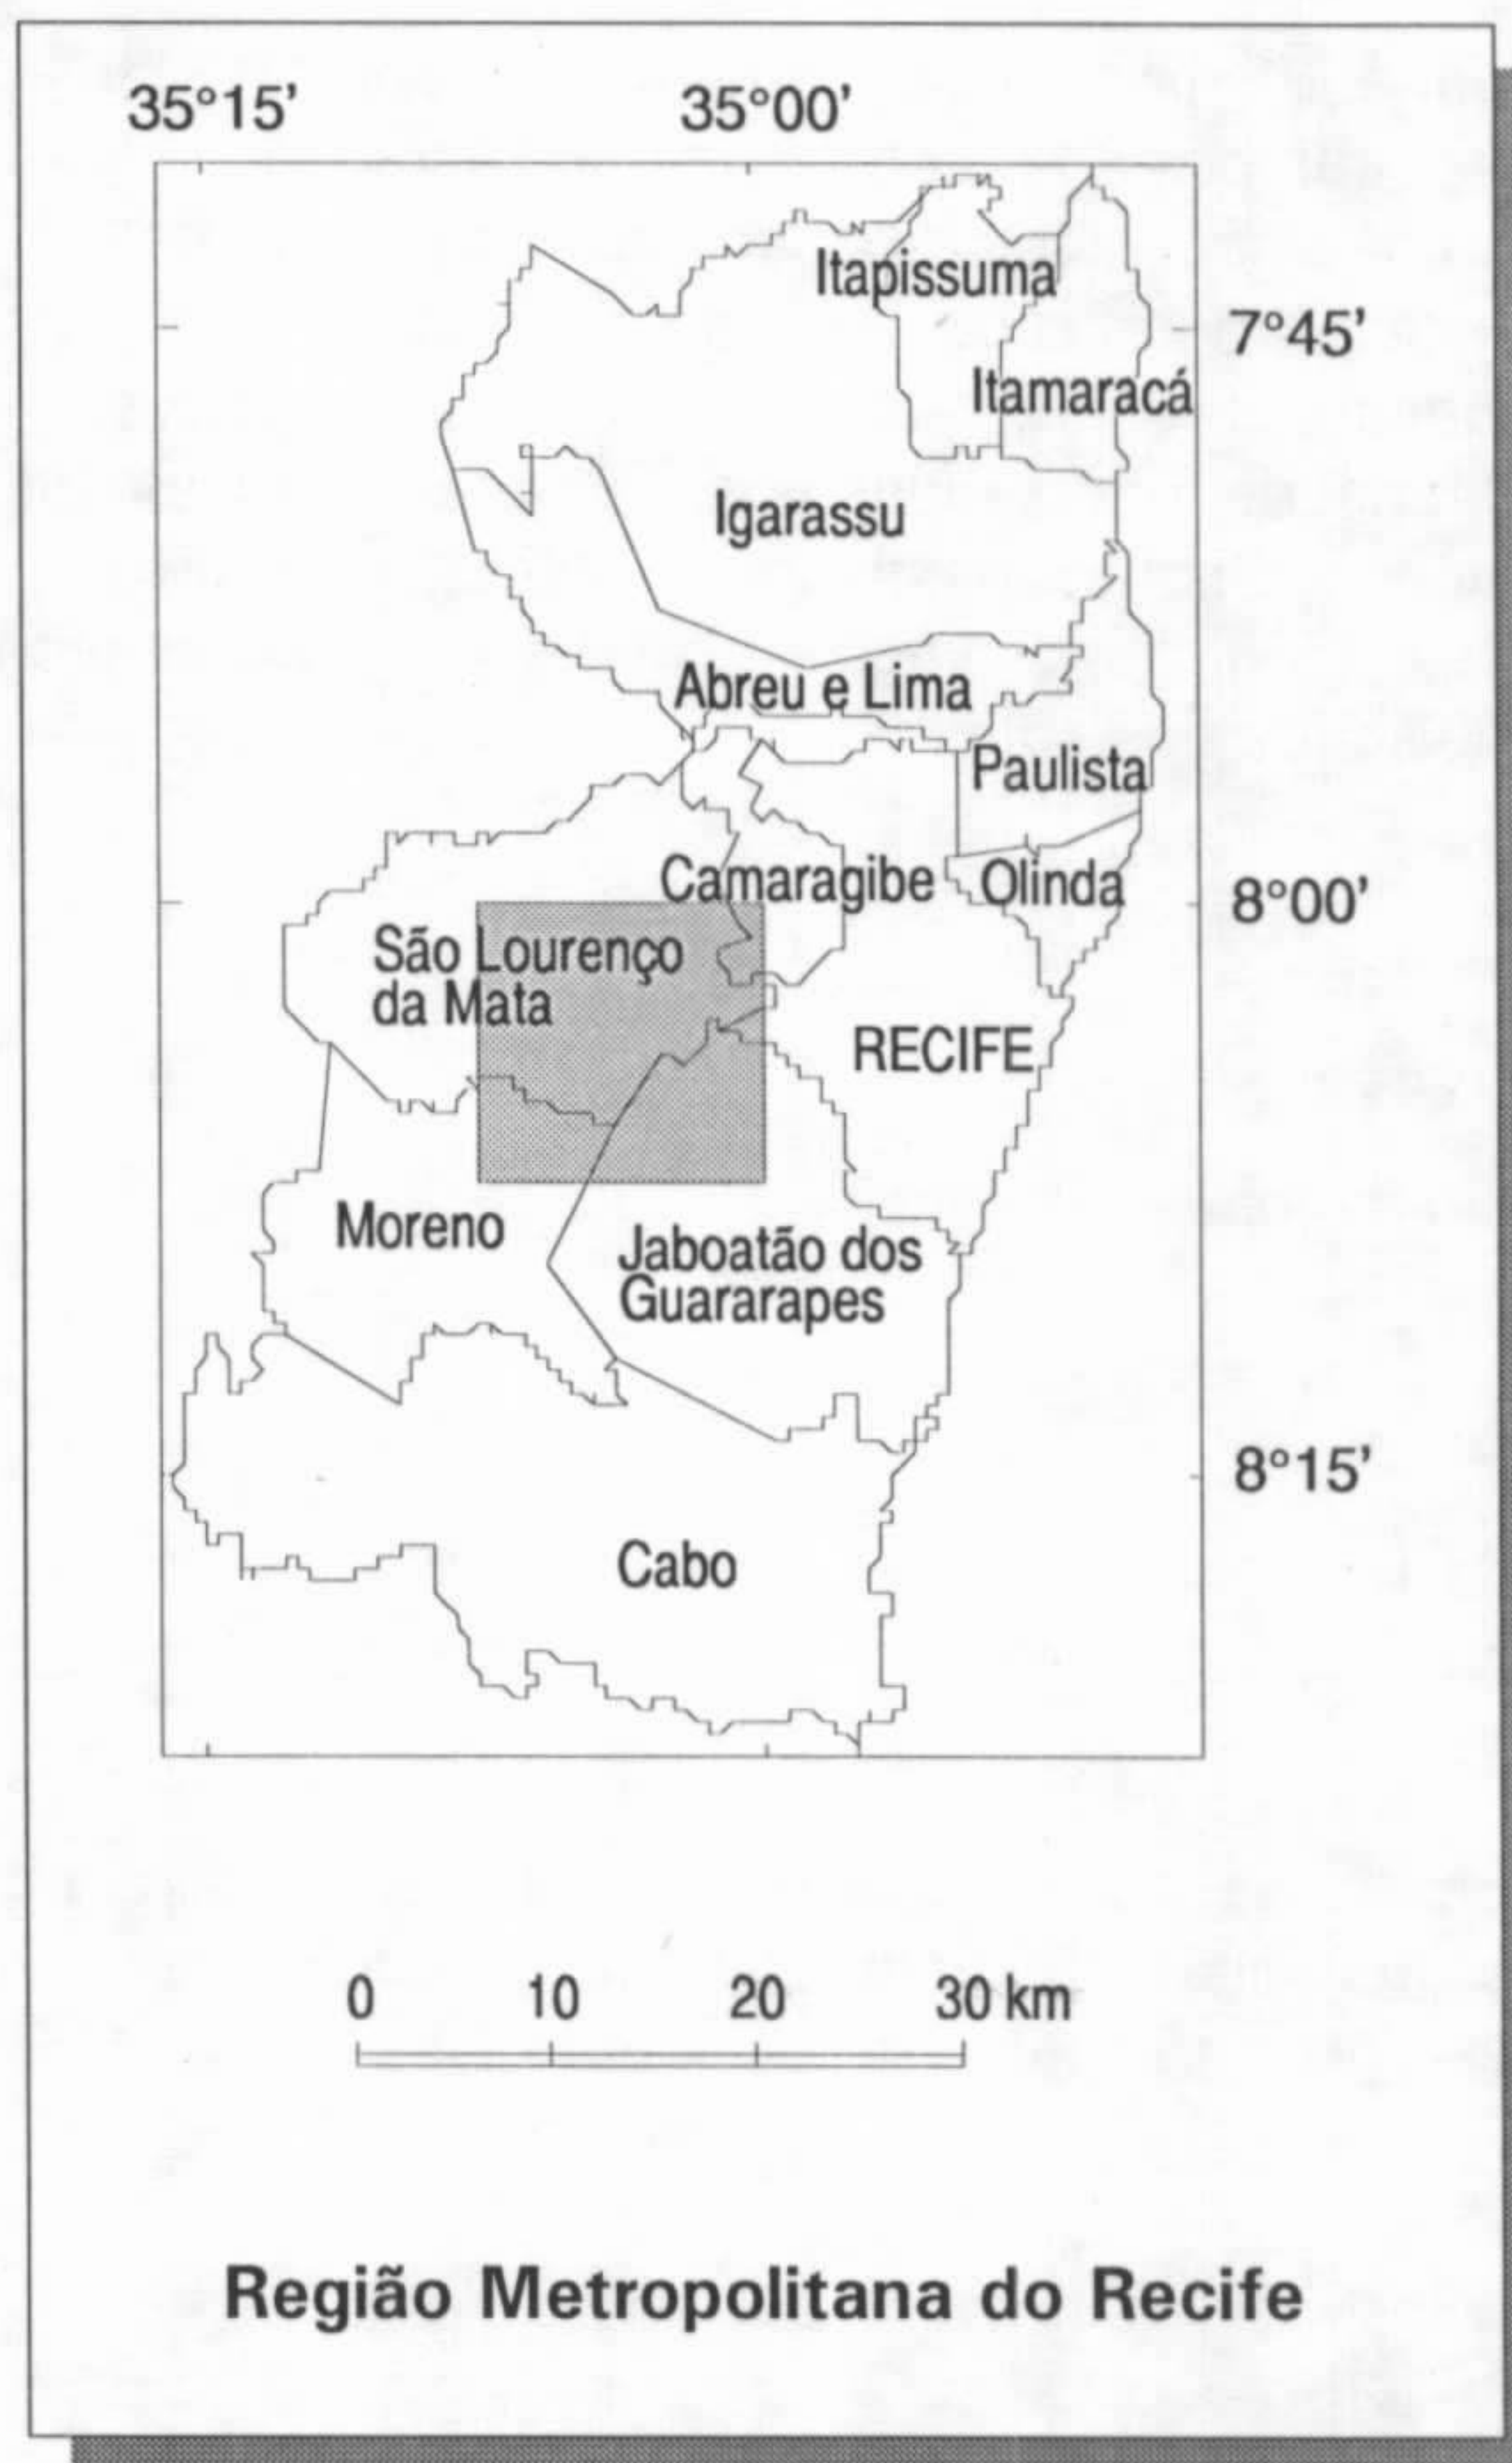 35°15' 35°00'
Itapissuma
7°45'
Itamaracá
Igarassu
Abreu e Lima
Paulista
Camaragibe
Olinda
8°00'
São Lourenço
da Mata
RECIFE
Moreno
Jaboatão dos
Guararapes
8°15'
Cabo
0 10 20 30 km
Região Metropolitana do Recife